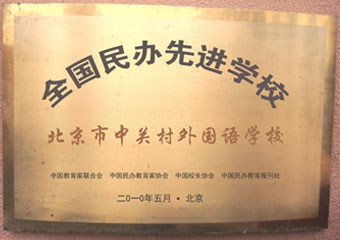 全国民办先进学校
北京市中关村外国语学校
中国教育家联合会 中国民办教育家协会 中国校长协会 中国民办教育报刊社
二〇一〇年五月·北京